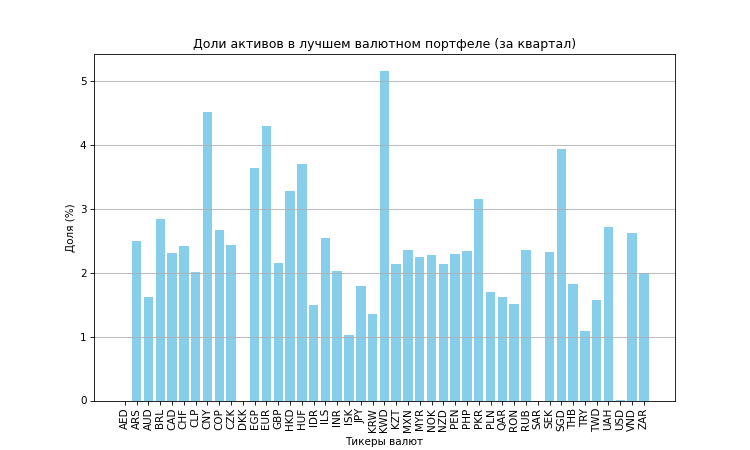 Доли активов в лучшем валютном портфеле (за квартал)
Доля (%)
5
4
3
2
1
0
AED ARS AUD BRL CAD CHF CLP CNY COP CZK DKK EGP EUR GBP HKD HUF IDR ILS INR ISK JPY KRW KWD KZT MXN MYR NOK NZD PEN PHP PKR PLN QAR RON RUB SAR SEK SGD THB TRY TWD UAH USD VND ZAR
Тикеры валют